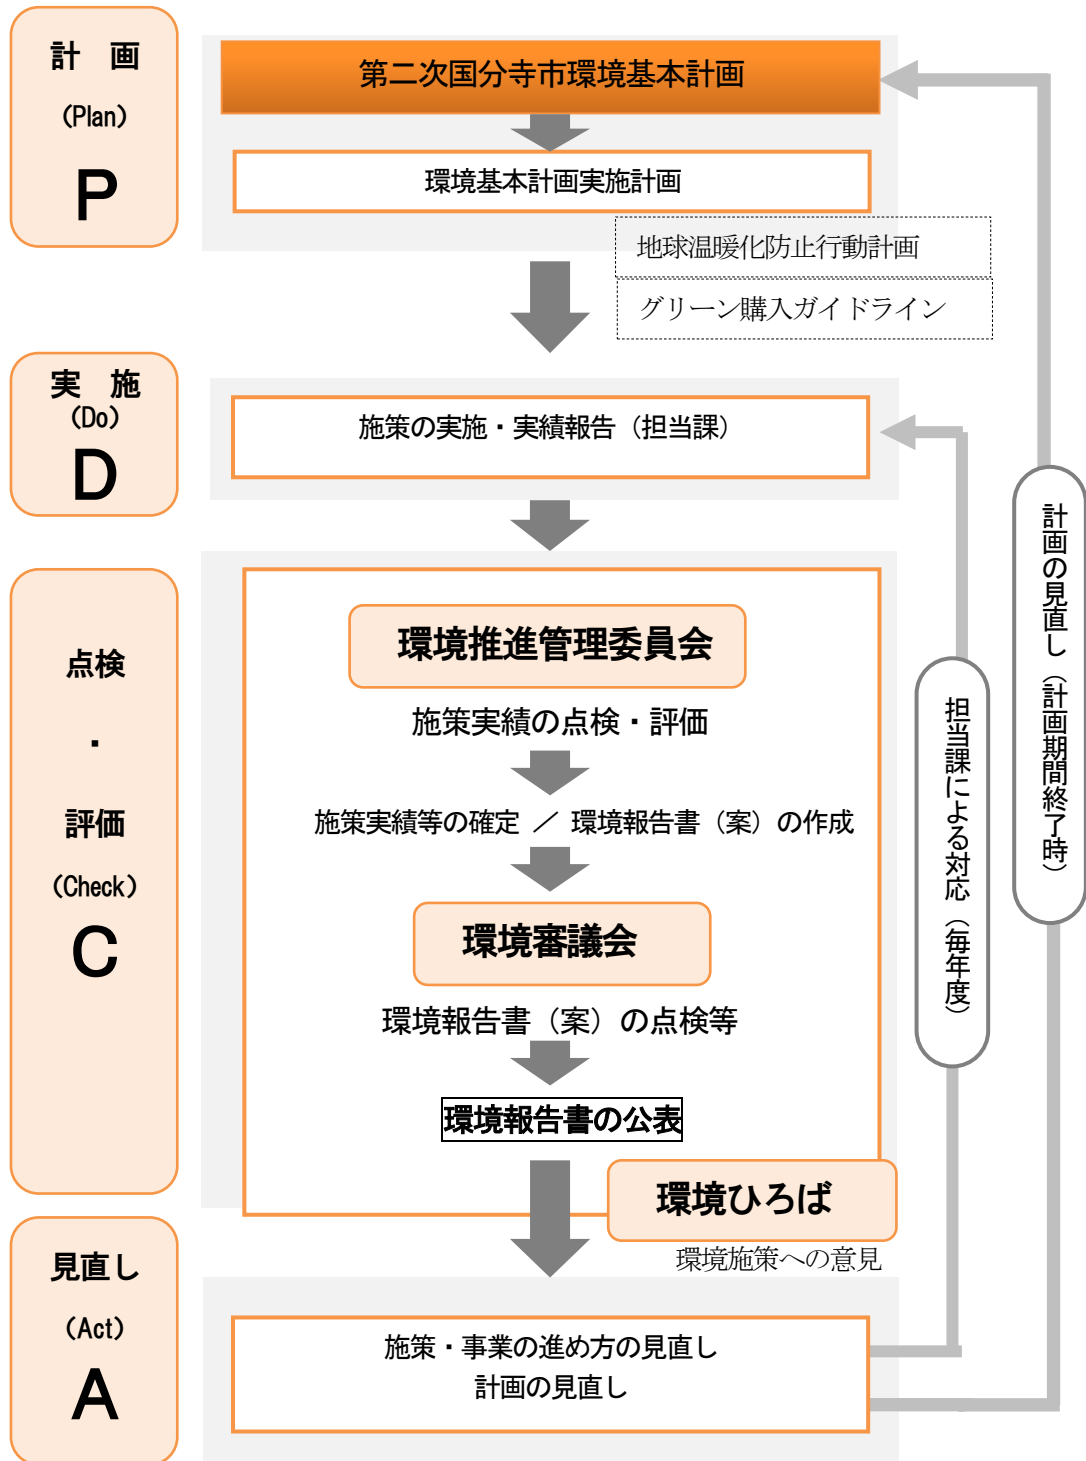 計　画
（Plan）
P
第二次国分寺市環境基本計画
環境基本計画実施計画
地球温暖化防止行動計画
グリーン購入ガイドライン
実　施
（Do）
D
施策の実施・実績報告（担当課）
点検
・
評価
（Check）
C
環境推進管理委員会
施策実績の点検・評価
施策実績等の確定 ／ 環境報告書（案）の作成
環境審議会
環境報告書（案）の点検等
環境報告書の公表
環境ひろば
環境施策への意見
見直し
（Act）
A
施策・事業の進め方の見直し
計画の見直し
担当課による対応（毎年度）
計画の見直し（計画期間終了時）